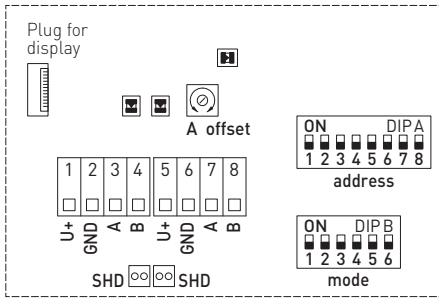 Plug for
display
A offset
ON DIP A
1 2 3 4 5 6 7 8
address
1 2 3 4 5 6 7 8
U+ GND A B U+ GND A B
ON DIP B
1 2 3 4 5 6
mode
SHD SHD